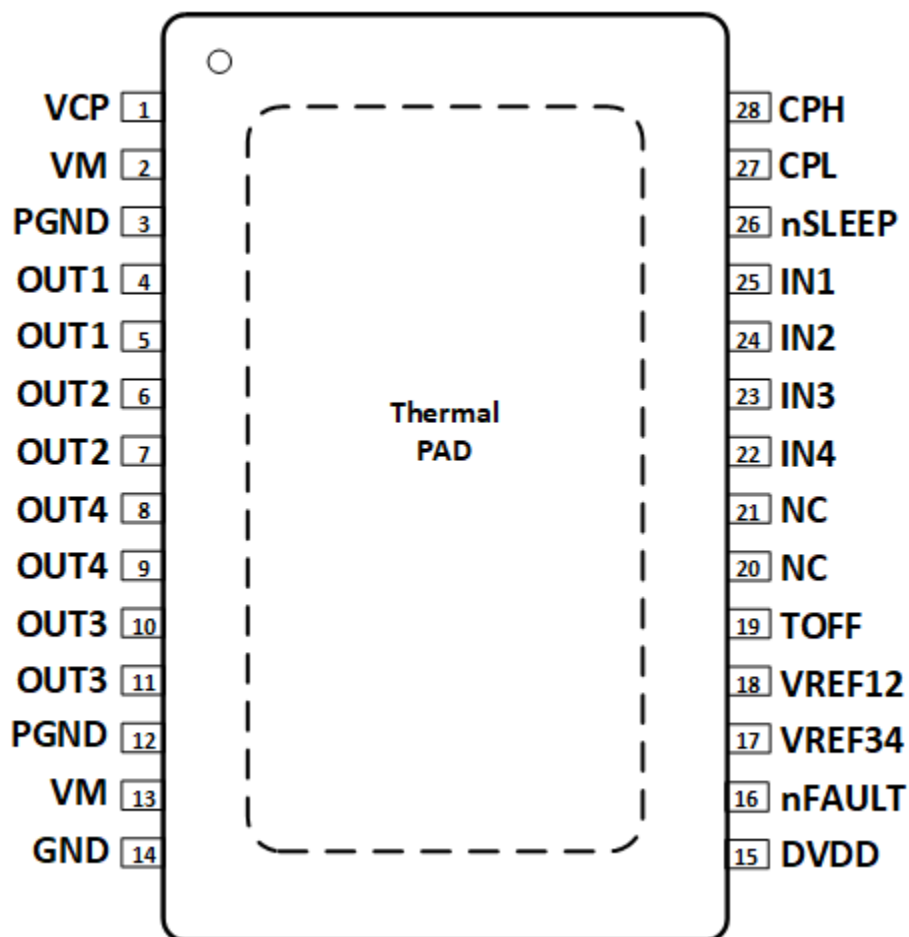 VCP 1
VM 2
PGND 3
OUT1 4
OUT1 5
OUT2 6
OUT2 7
OUT4 8
OUT4 9
OUT3 10
OUT3 11
PGND 12
VM 13
GND 14
Thermal
PAD
28 CPH
27 CPL
26 nSLEEP
25 IN1
24 IN2
23 IN3
22 IN4
21 NC
20 NC
19 TOFF
18 VREF12
17 VREF34
16 nFAULT
15 DVDD